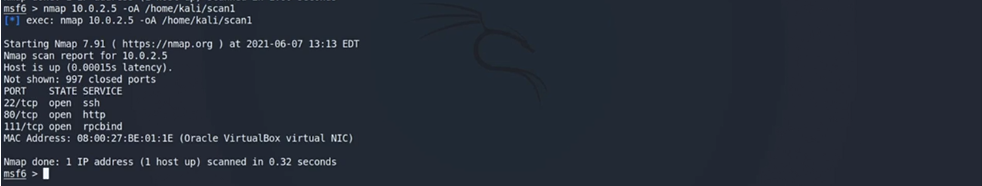 msf6 > nmap 10.0.2.5 -oA /home/kali/scan1
[*] exec: nmap 10.0.2.5 -oA /home/kali/scan1
Starting Nmap 7.91 ( https://nmap.org ) at 2021-06-07 13:13 EDT
Nmap scan report for 10.0.2.5
Host is up (0.00015s latency).
Not shown: 997 closed ports
PORT    STATE SERVICE
22/tcp  open  ssh
80/tcp  open  http
111/tcp open  rpcbind
MAC Address: 08:00:27:BE:01:1E (Oracle VirtualBox virtual NIC)
Nmap done: 1 IP address (1 host up) scanned in 0.32 seconds
msf6 >